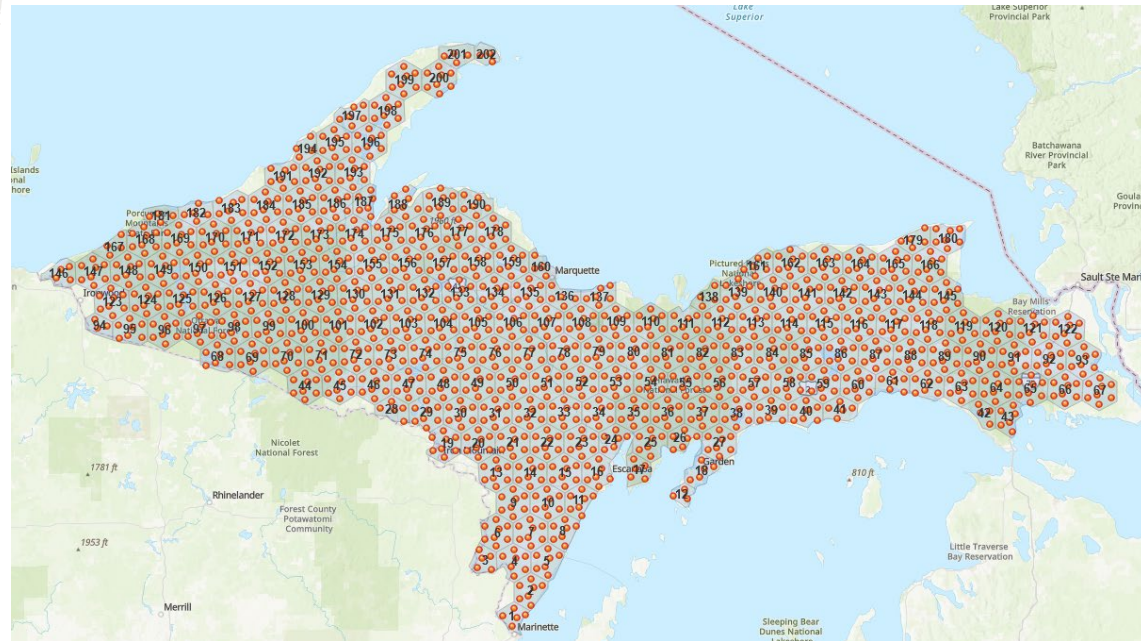 Lake
Superior
Lake Superior
Provincial Park
201 202
199 200
Batchawana
River Provincial
Park
197 198
195 196
194
191 192 193
181 182 183 184 185 186 187 188 189 190
167 168 169 170 171 172 173 174 175 176 177 178
179 180
146 147 148 149 150 151 152 153 154 155 156 157 158 159 160
Marquette
161 162 163 164 165 166
Sault Ste Mar
Ironwood
123 124 125 126 127 128 129 130 131 132 133 134 135 136 137
138 139 140 141 142 143 144 145
Bay Mills
Reservation
94 95 96 97 98 99 100 101 102 103 104 105 106 107 108 109 110 111 112 113 114 115 116 117 118 119 120 121 122
68 69 70 71 72 73 74 75 76 77 78 79 80 81 82 83 84 85 86 87 88 89 90 91 92 93
44 45 46 47 48 49 50 51 52 53 54 55 56 57 58 59 60 61 62 63 64 65 66 67
28 29 30 31 32 33 34 35 36 37 38 39 40 41 42 43
Nicolet
National Forest
19 20 21 22 23 24 25 26 27
Escanaba
Garden
1781 ft
13 14 15 16 17 18
810 ft
Rhinelander
Forest County
Potawatomi
Community
9 10 11 12
6 7 8
1953 ft
3 4 5
Little Traverse
Bay Reservation
2
Merrill
1
Marinette
Sleeping Bear
Dunes National
Lakeshore